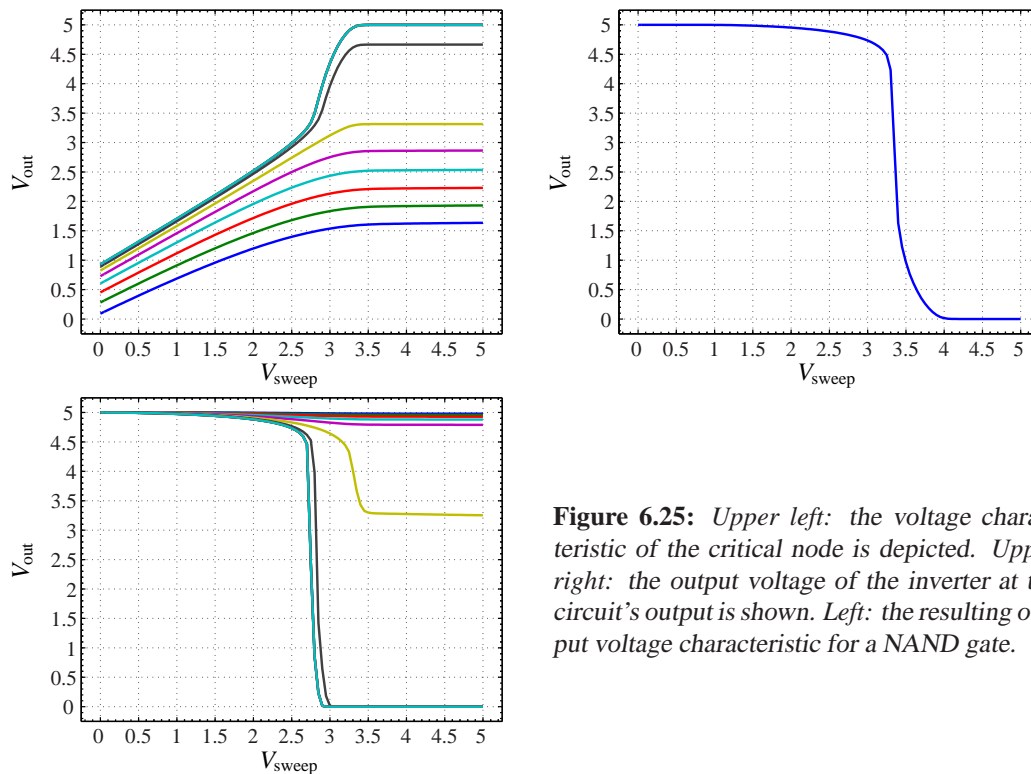 5
4.5
4
3.5
3
2.5
2
1.5
1
0.5
0
V_out
0 0.5 1 1.5 2 2.5 3 3.5 4 4.5 5
V_sweep
5
4.5
4
3.5
3
2.5
2
1.5
1
0.5
0
V_out
0 0.5 1 1.5 2 2.5 3 3.5 4 4.5 5
V_sweep
5
4.5
4
3.5
3
2.5
2
1.5
1
0.5
0
V_out
0 0.5 1 1.5 2 2.5 3 3.5 4 4.5 5
V_sweep
Figure 6.25: Upper left: the voltage chara
teristic of the critical node is depicted. Upp
right: the output voltage of the inverter at t
circuit's output is shown. Left: the resulting o
put voltage characteristic for a NAND gate.